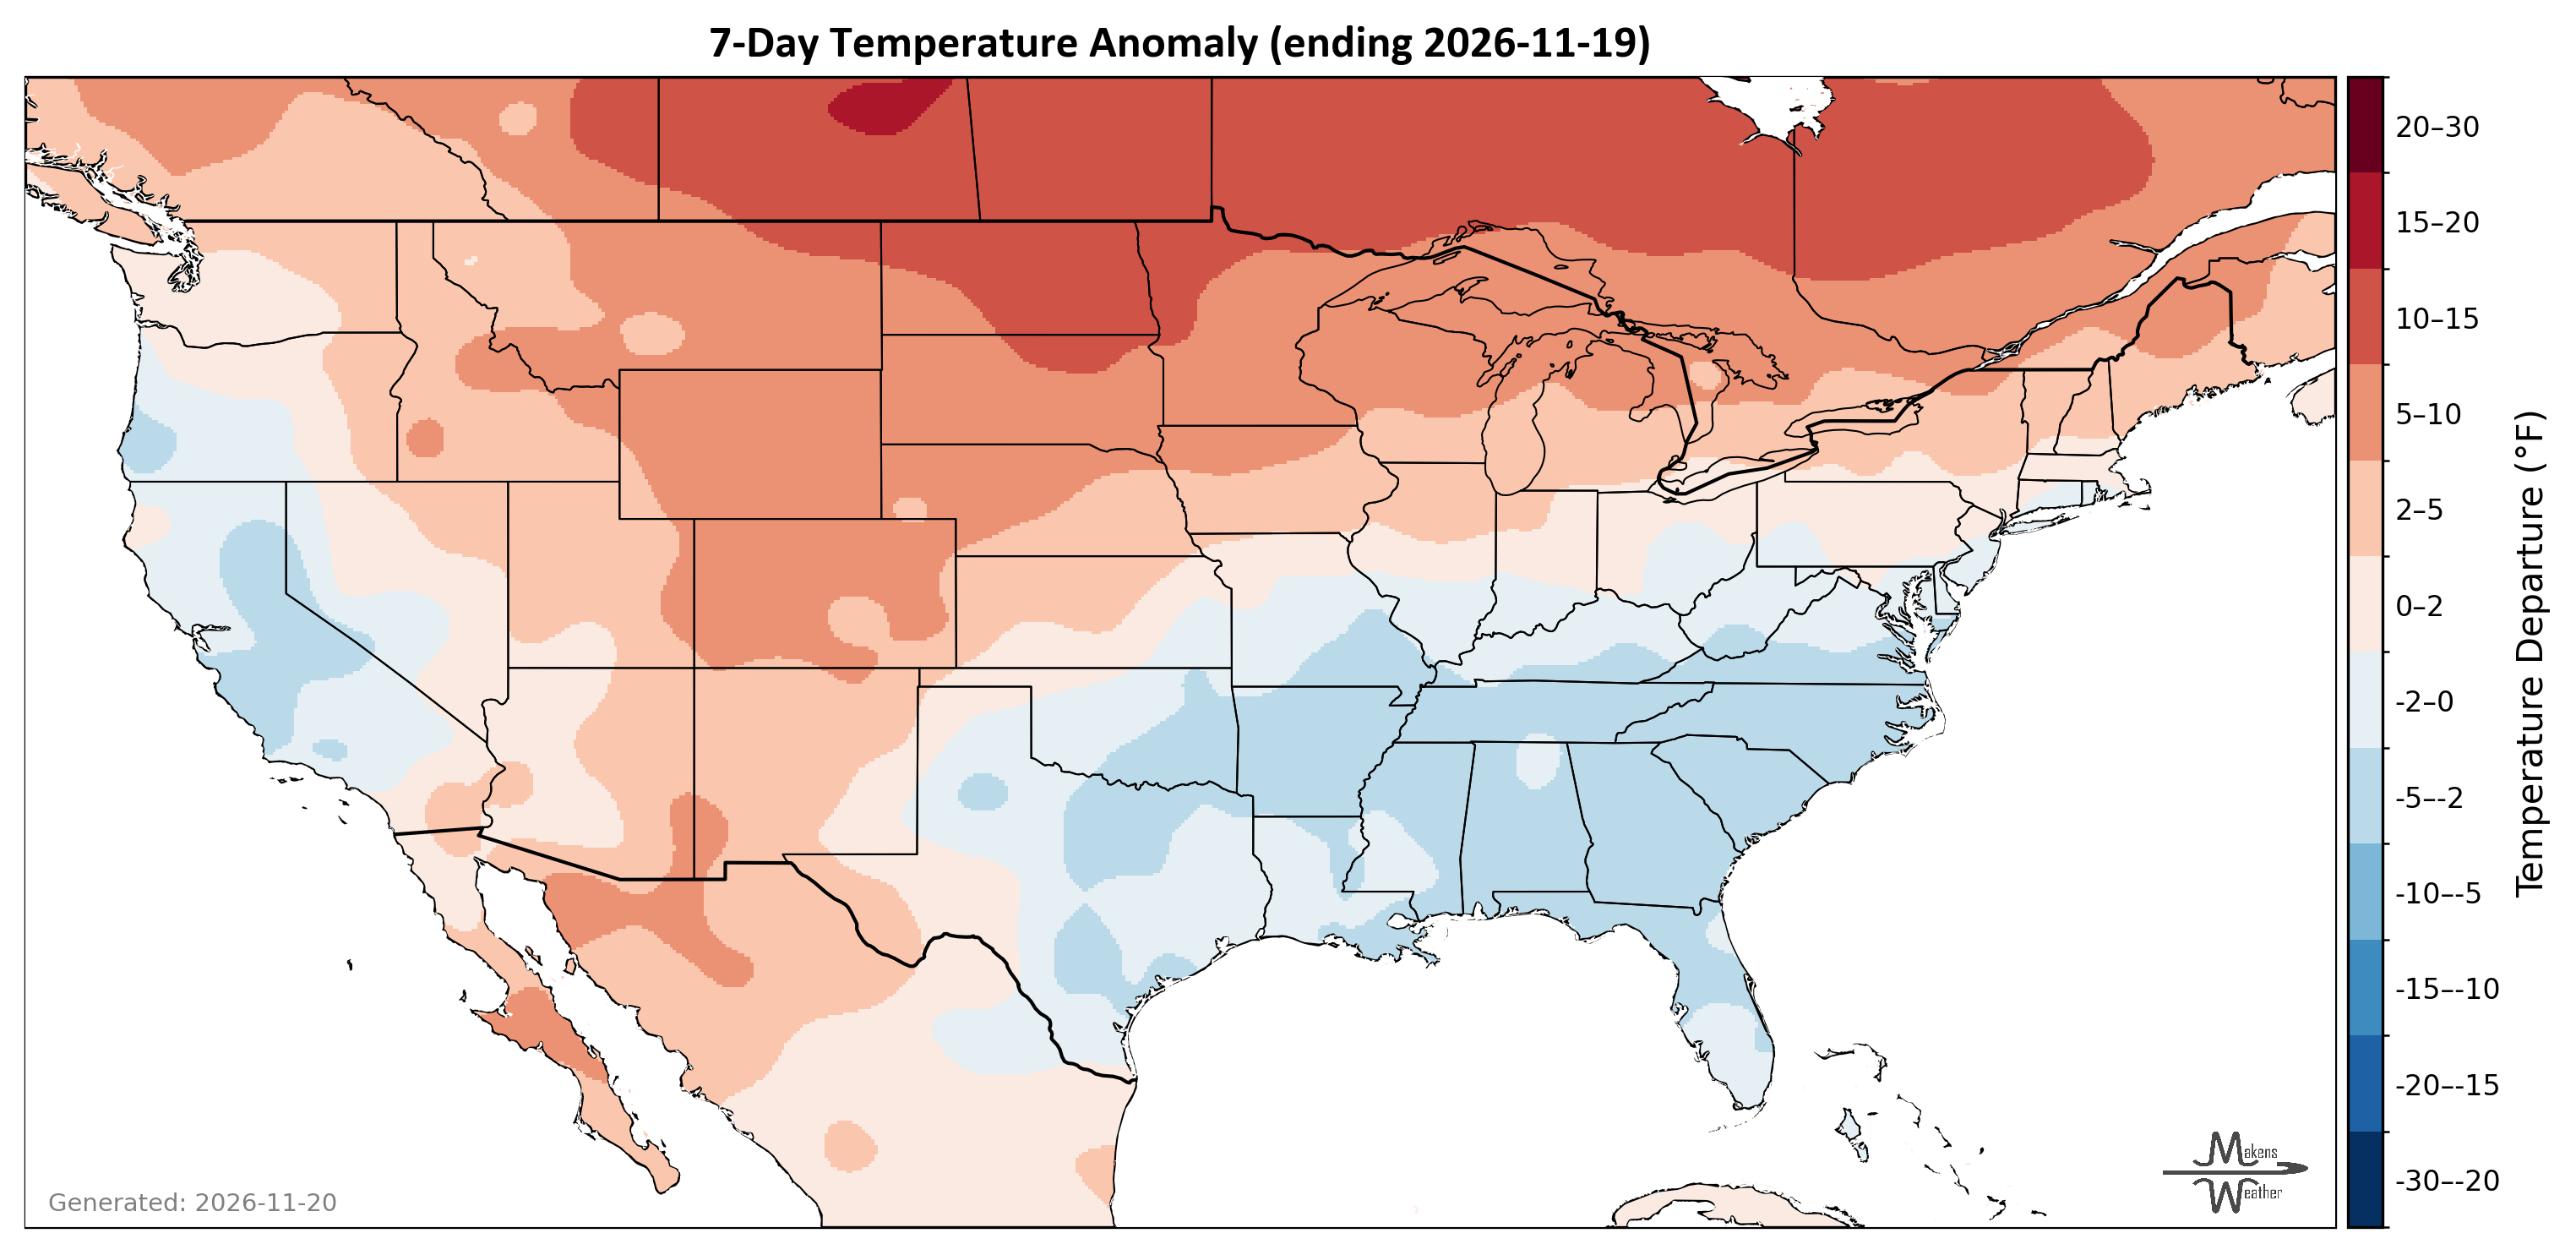 7-Day Temperature Anomaly (ending 2026-11-19)
20–30
15–20
10–15
5–10
2–5
0–2
-2–0
-5–-2
-10–-5
-15–-10
-20–-15
-30–-20
Temperature Departure (°F)
Generated: 2026-11-20
Makens
Weather